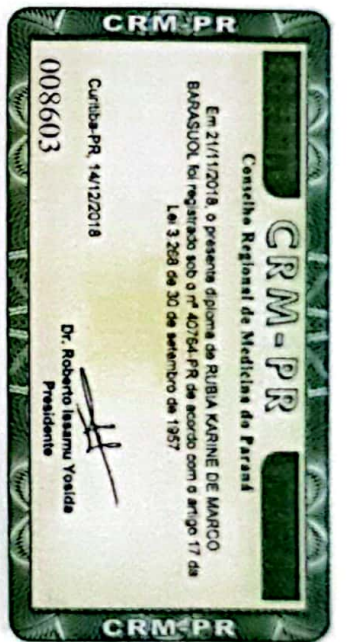 CRM-PR
CRM-PR
Conselho Regional de Medicina do Paraná
Em 21/11/2018, o presente diploma de RUBIA KARINE DE MARCO
BARASUOL foi registrado sob o nº 40764-PR de acordo com o artigo 17 da
Lei 3.268 de 30 de setembro de 1957
Curitiba-PR, 14/12/2018
008603
Dr. Roberto Issamu Yosida
Presidente
CRM-PR